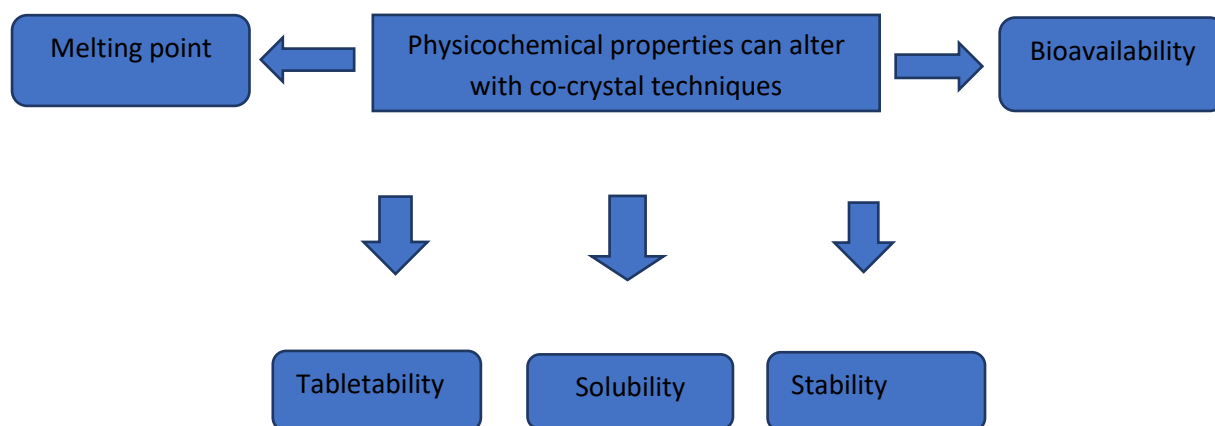 Melting point
Physicochemical properties can alter
with co-crystal techniques
Bioavailability
Tabletability
Solubility
Stability